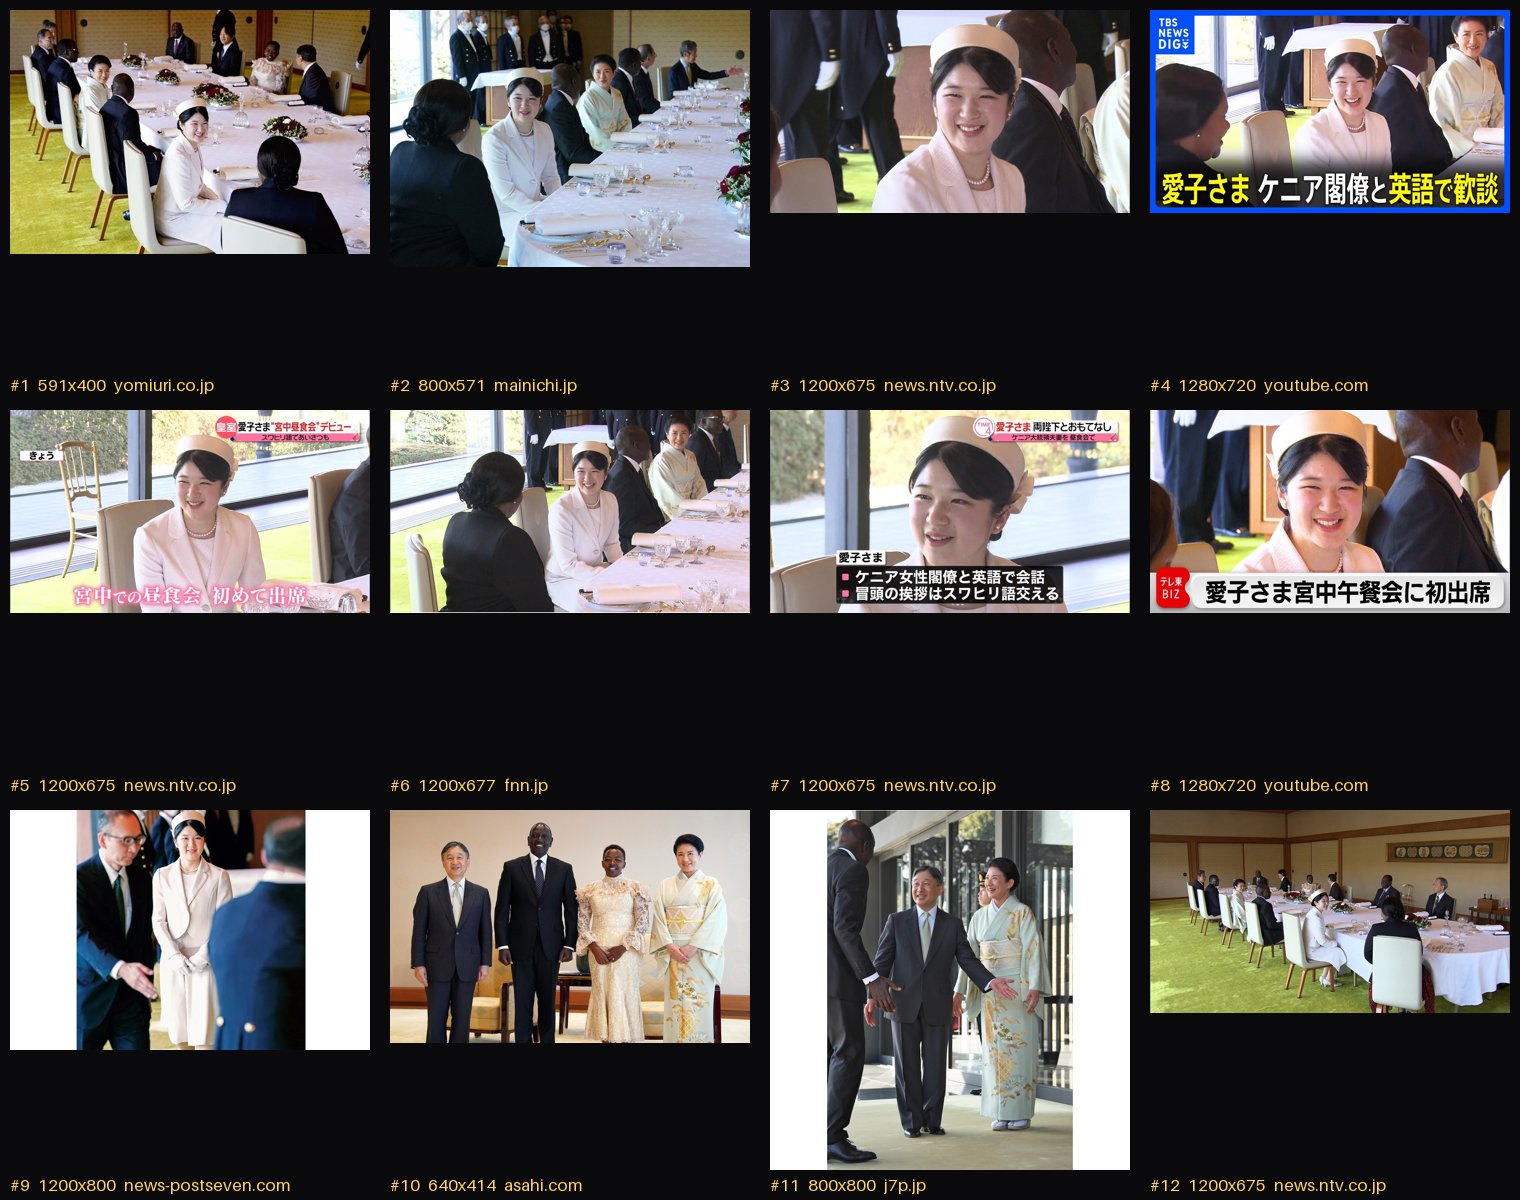 TBS
NEWS
DIG
愛子さま ケニア閣僚と英語で歓談
#1 591x400 yomiuri.co.jp
#2 800x571 mainichi.jp
#3 1200x675 news.ntv.co.jp
#4 1280x720 youtube.com
皇室 愛子さま“宮中昼食会”デビュー
スワヒリ語であいさつも
きょう
宮中での昼食会 初めて出席
TIME
4
愛子さま 両陛下とおもてなし
ケニア大統領夫妻を 昼食会で
愛子さま
ケニア女性閣僚と英語で会話
冒頭の挨拶はスワヒリ語交える
テレ東
BIZ
愛子さま宮中午餐会に初出席
#5 1200x675 news.ntv.co.jp
#6 1200x677 fnn.jp
#7 1200x675 news.ntv.co.jp
#8 1280x720 youtube.com
#9 1200x800 news-postseven.com
#10 640x414 asahi.com
#11 800x800 j7p.jp
#12 1200x675 news.ntv.co.jp